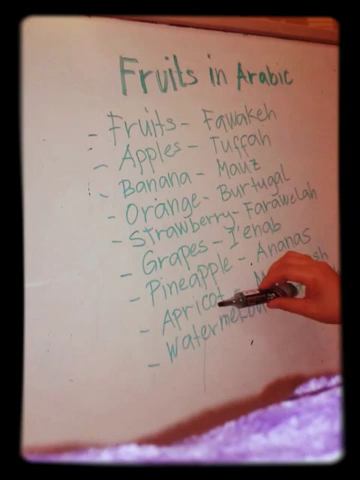 Fruits in Arabic
- Fruits - Fawakeh
- Apples - Tuffah
- Banana - Mauz
- Orange - Burtugal
- Strawberry - Farawelah
- Grapes - I'enab
- Pineapple - Ananas
- Apricot
- Watermelon